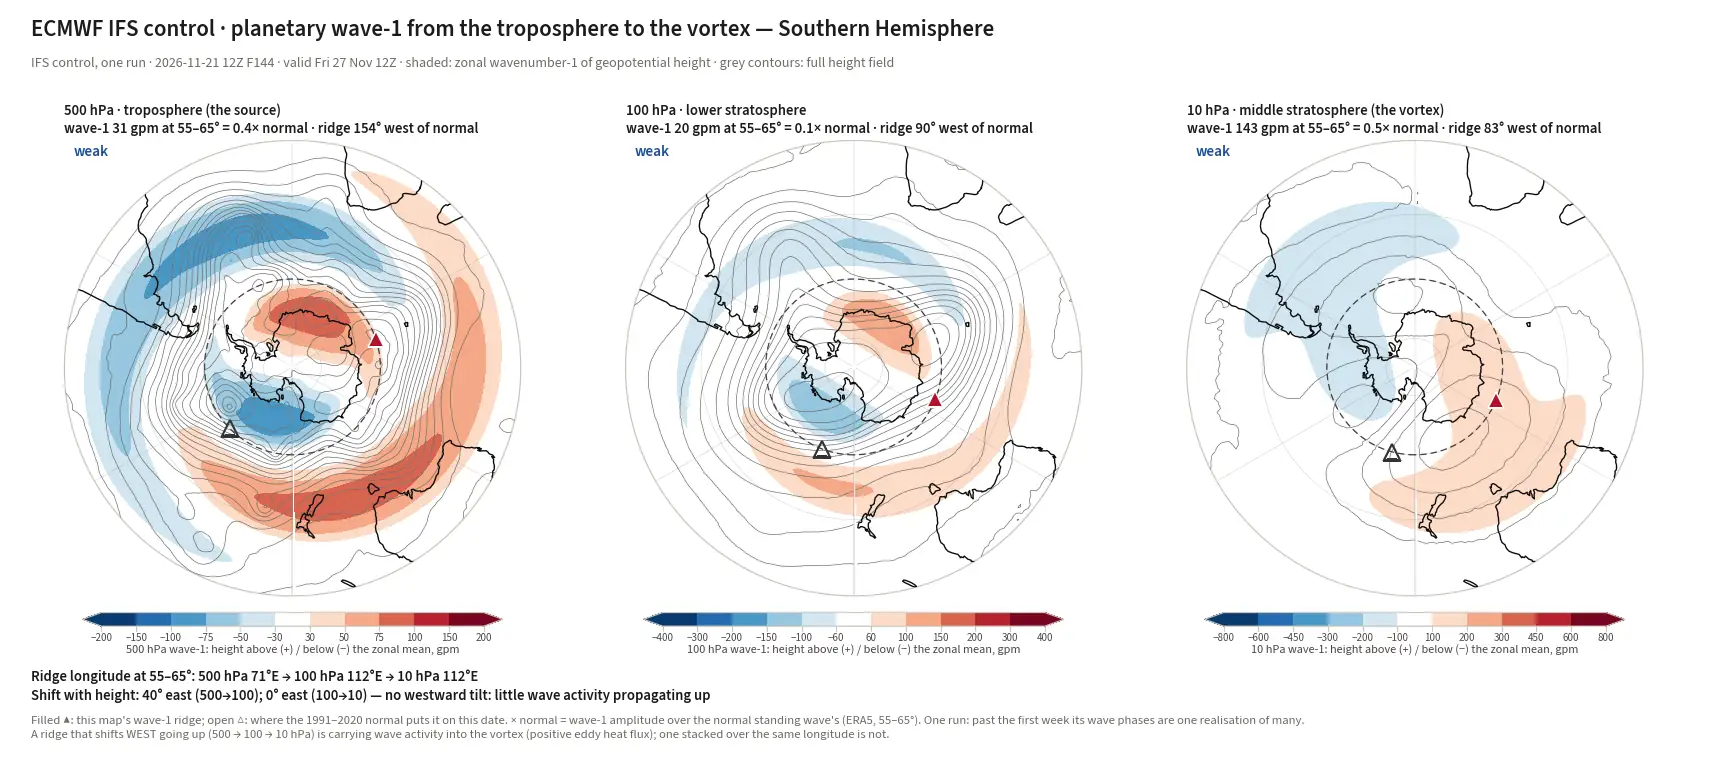 ECMWF IFS control · planetary wave-1 from the troposphere to the vortex — Southern Hemisphere
IFS control, one run · 2026-11-21 12Z F144 · valid Fri 27 Nov 12Z · shaded: zonal wavenumber-1 of geopotential height · grey contours: full height field
500 hPa · troposphere (the source)
wave-1 31 gpm at 55–65° = 0.4× normal · ridge 154° west of normal
weak
100 hPa · lower stratosphere
wave-1 20 gpm at 55–65° = 0.1× normal · ridge 90° west of normal
weak
10 hPa · middle stratosphere (the vortex)
wave-1 143 gpm at 55–65° = 0.5× normal · ridge 83° west of normal
weak
−200 −150 −100 −75 −50 −30 30 50 75 100 150 200
500 hPa wave-1: height above (+) / below (−) the zonal mean, gpm
−400 −300 −200 −150 −100 −60 60 100 150 200 300 400
100 hPa wave-1: height above (+) / below (−) the zonal mean, gpm
−800 −600 −450 −300 −200 −100 100 200 300 450 600 800
10 hPa wave-1: height above (+) / below (−) the zonal mean, gpm
Ridge longitude at 55–65°: 500 hPa 71°E → 100 hPa 112°E → 10 hPa 112°E
Shift with height: 40° east (500→100); 0° east (100→10) — no westward tilt: little wave activity propagating up
Filled ▲: this map's wave-1 ridge; open △: where the 1991–2020 normal puts it on this date. × normal = wave-1 amplitude over the normal standing wave's (ERA5, 55–65°). One run: past the first week its wave phases are one realisation of many.
A ridge that shifts WEST going up (500 → 100 → 10 hPa) is carrying wave activity into the vortex (positive eddy heat flux); one stacked over the same longitude is not.